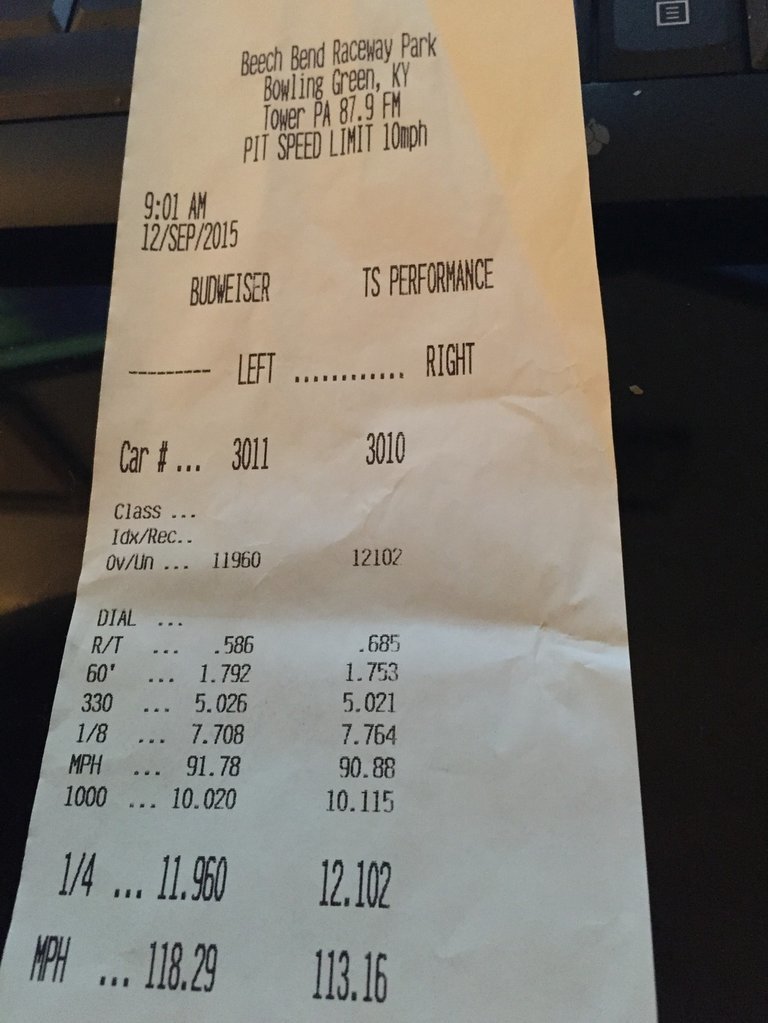 Beech Bend Raceway Park
Bowling Green, KY
Tower PA 87.9 FM
PIT SPEED LIMIT 10mph
9:01 AM
12/SEP/2015
BUDWEISER TS PERFORMANCE
--------- LEFT ............ RIGHT
Car # ... 3011 3010
Class ...
Idx/Rec..
Ov/Un ... 11960 12102
DIAL ...
R/T ... .586 .685
60' ... 1.792 1.753
330 ... 5.026 5.021
1/8 ... 7.708 7.764
MPH ... 91.78 90.88
1000 ... 10.020 10.115
1/4 ... 11.960 12.102
MPH ... 118.29 113.16